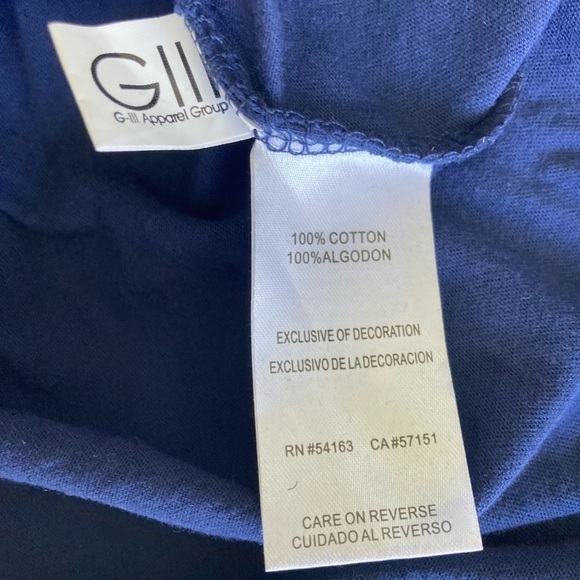 GIII
G-III Apparel Group
100% COTTON
100%ALGODON
EXCLUSIVE OF DECORATION
EXCLUSIVO DE LA DECORACION
RN #54163 CA#57151
CARE ON REVERSE
CUIDADO AL REVERSO